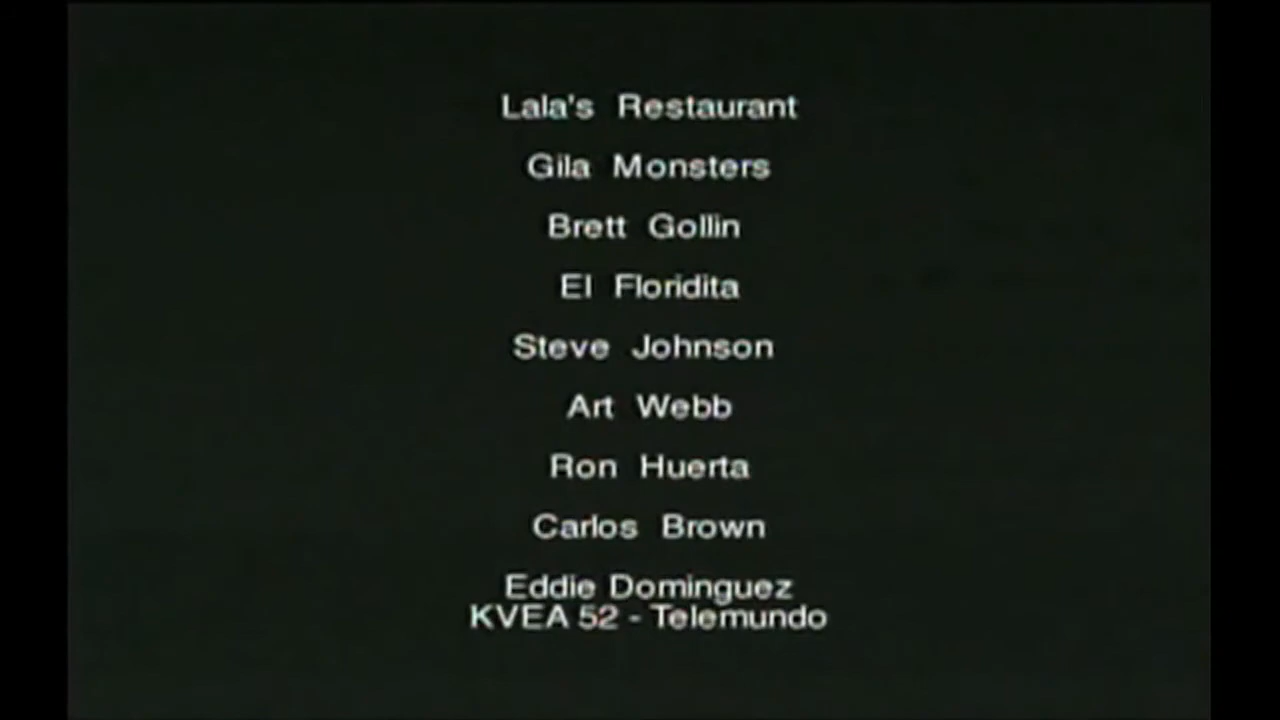 Lala's Restaurant
Gila Monsters
Brett Gollin
El Floridita
Steve Johnson
Art Webb
Ron Huerta
Carlos Brown
Eddie Dominguez
KVEA 52 - Telemundo